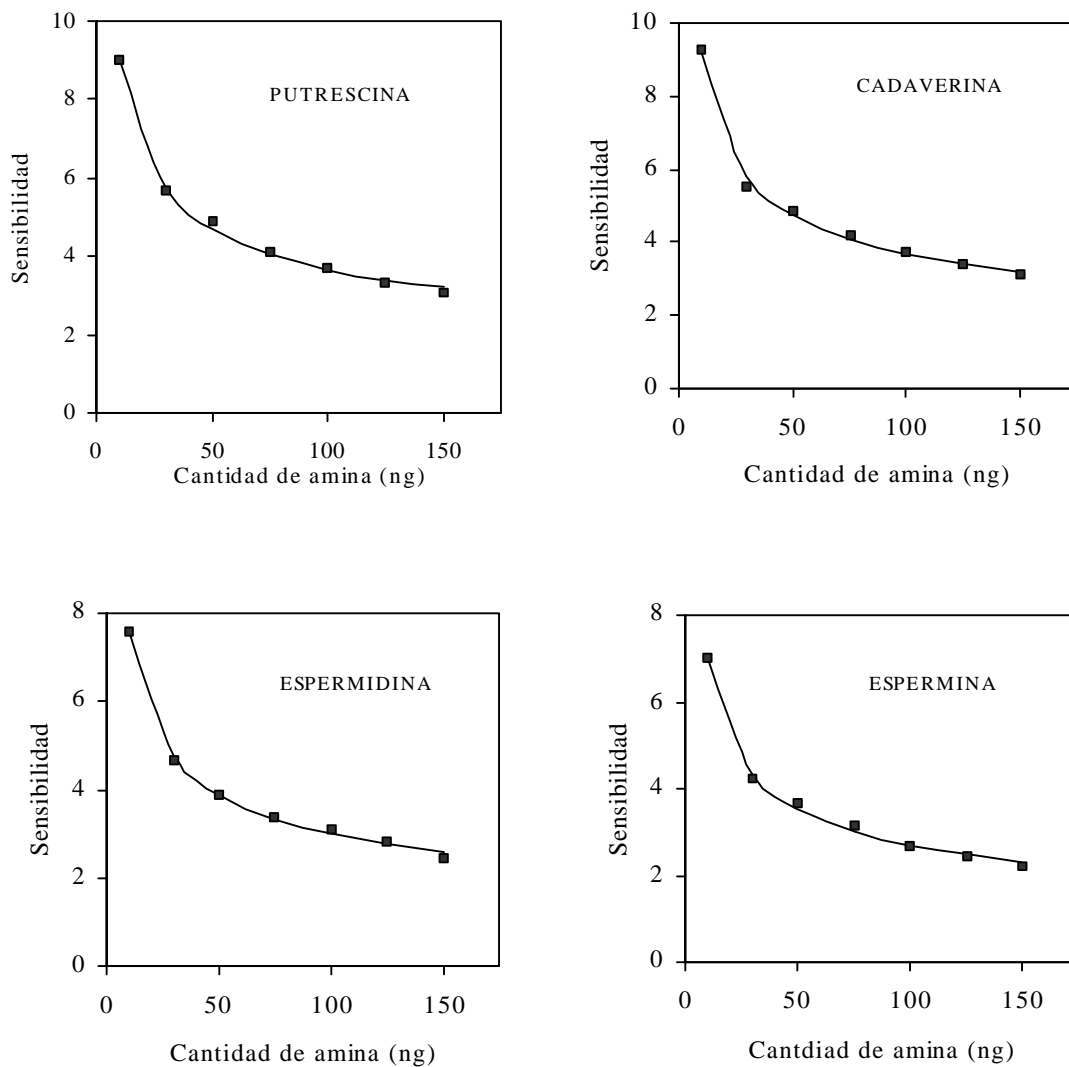 PUTRESCINA
Sensibilidad
10
8
6
4
2
0
0 50 100 150
Cantidad de amina (ng)
CADAVERINA
Sensibilidad
10
8
6
4
2
0
0 50 100 150
Cantidad de amina (ng)
ESPERMIDINA
Sensibilidad
8
6
4
2
0
0 50 100 150
Cantidad de amina (ng)
ESPERMINA
Sensibilidad
8
6
4
2
0
0 50 100 150
Cantdiad de amina (ng)